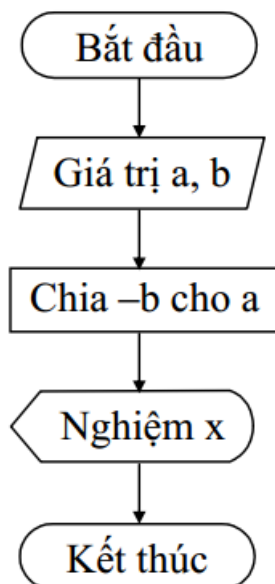 Bắt đầu
Giá trị a, b
Chia –b cho a
Nghiệm x
Kết thúc